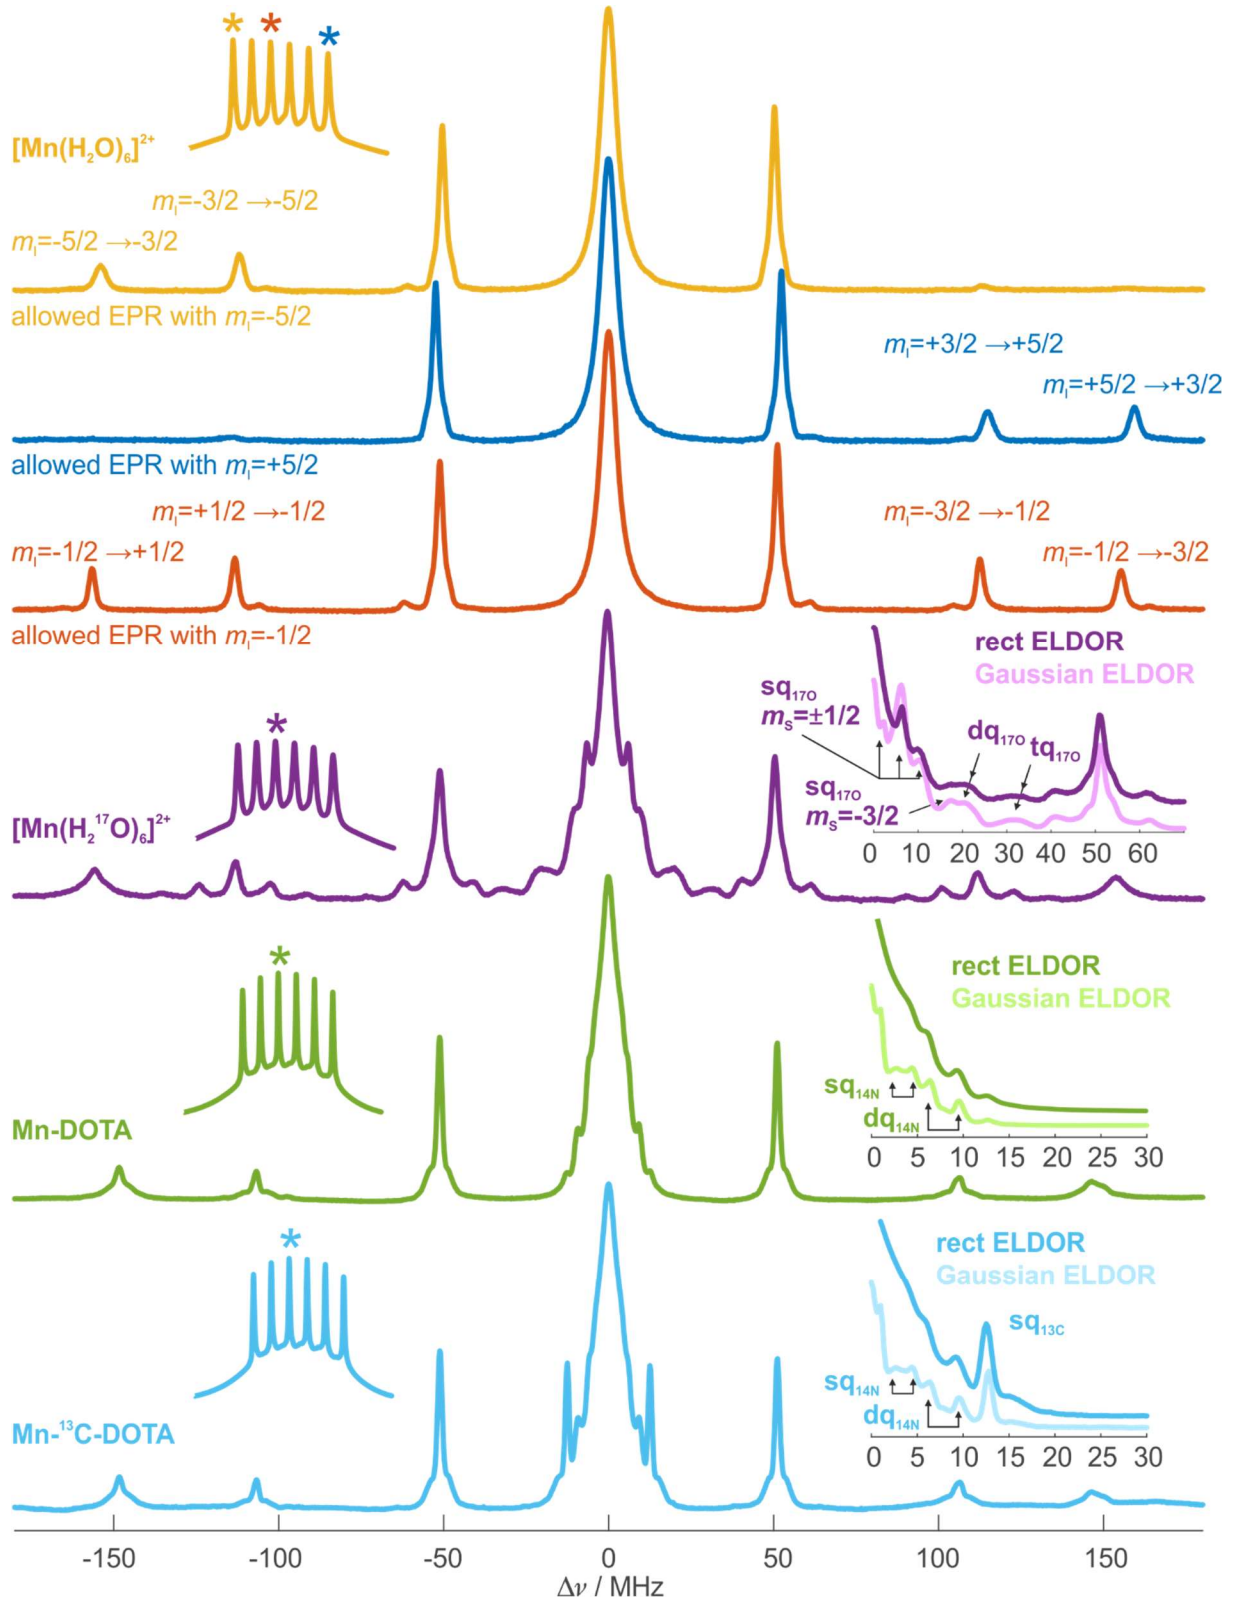 * * *
[Mn(H₂O)₆]²⁺
mI=-3/2 →-5/2
mI=-5/2 →-3/2
allowed EPR with mI=-5/2
mI=+3/2 →+5/2
mI=+5/2 →+3/2
allowed EPR with mI=+5/2
mI=+1/2 →-1/2
mI=-3/2 →-1/2
mI=-1/2 →+1/2
mI=-1/2 →-3/2
allowed EPR with mI=-1/2
rect ELDOR
Gaussian ELDOR
sq17O
mS=±1/2
dq17O
tq17O
sq17O
mS=-3/2
*
[Mn(H₂¹⁷O)₆]²⁺
0 10 20 30 40 50 60
*
rect ELDOR
Gaussian ELDOR
sq14N
dq14N
Mn-DOTA
0 5 10 15 20 25 30
*
rect ELDOR
Gaussian ELDOR
sq13C
sq14N
dq14N
Mn-¹³C-DOTA
0 5 10 15 20 25 30
-150 -100 -50 0 50 100 150
Δν / MHz